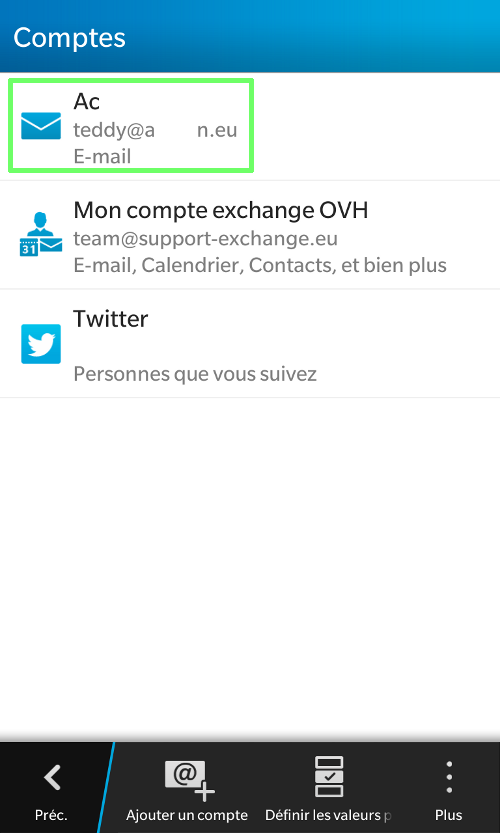 Comptes
Ac
teddy@a n.eu
E-mail
Mon compte exchange OVH
team@support-exchange.eu
31
E-mail, Calendrier, Contacts, et bien plus
Twitter
Personnes que vous suivez
@
Préc.
Ajouter un compte
Définir les valeurs p
Plus